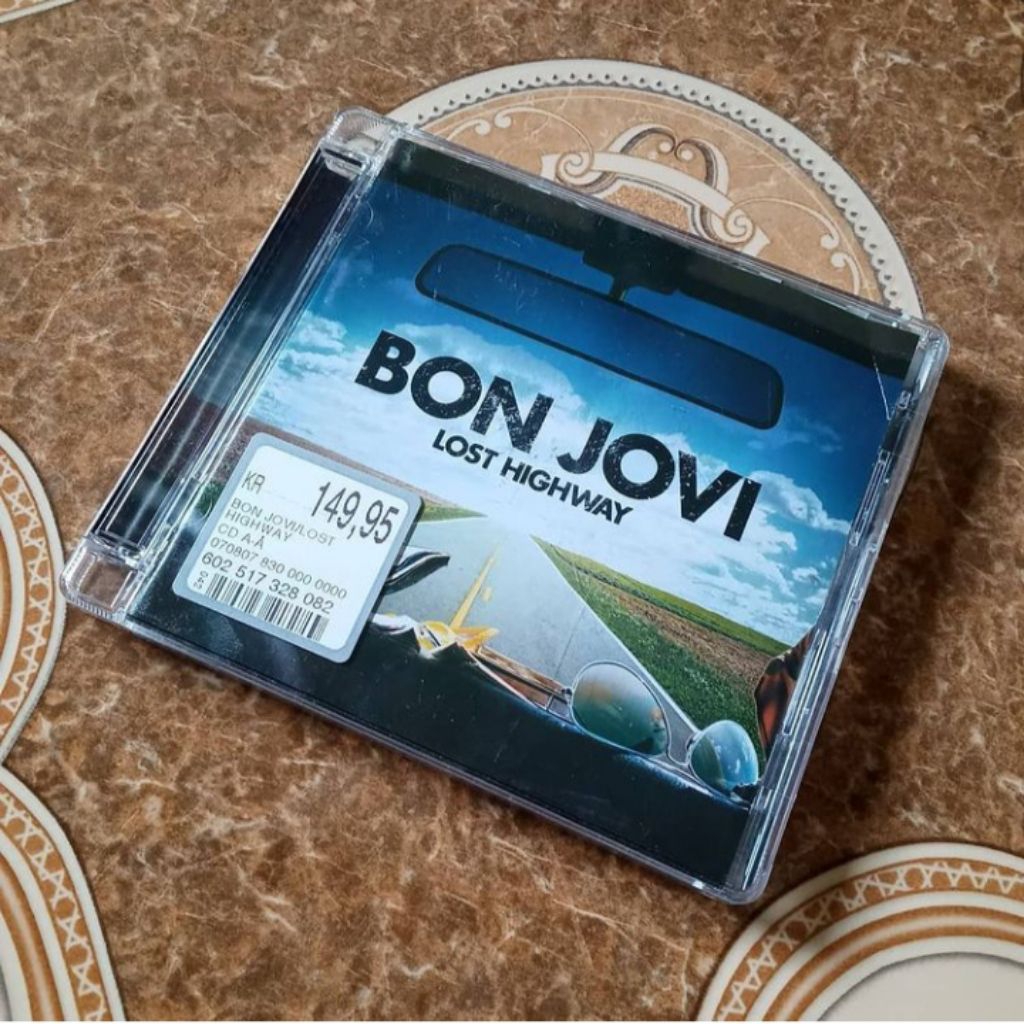 BON JOVI
LOST HIGHWAY
KR 149,95
BON JOVI/LOST
HIGHWAY
CD A-Å
070807 830 000 0000
602 517 328 082